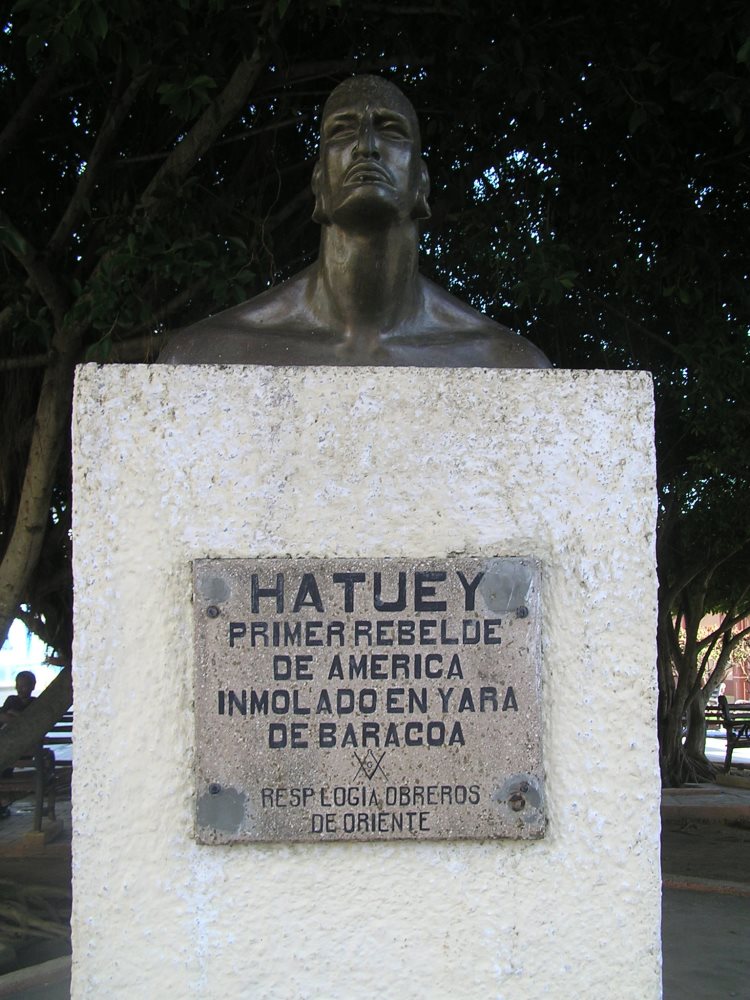 HATUEY
PRIMER REBELDE
DE AMERICA
INMOLADO EN YARA
DE BARACOA
G
RESP. LOGIA OBREROS
DE ORIENTE